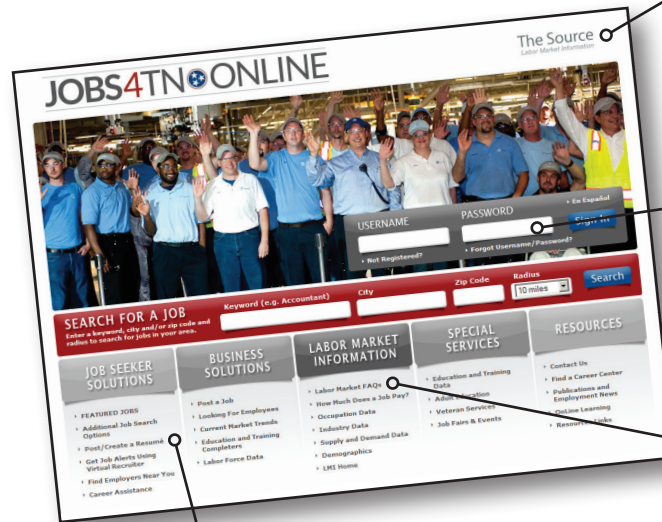 The Source
Labor Market Information
JOBS4TN ONLINE
USERNAME
PASSWORD
En Español
Sign In
Not Registered?
Forgot Username/Password?
SEARCH FOR A JOB
Enter a keyword, city and/or zip code and
radius to search for jobs in your area.
Keyword (e.g. Accountant)
City
Zip Code
Radius
10 miles
Search
JOB SEEKER
SOLUTIONS
FEATURED JOBS
Additional Job Search
Options
Post/Create a Resumé
Get Job Alerts Using
Virtual Recruiter
Find Employers Near You
Career Assistance
BUSINESS
SOLUTIONS
Post a Job
Looking For Employees
Current Market Trends
Education and Training
Completers
Labor Force Data
LABOR MARKET
INFORMATION
Labor Market FAQs
How Much Does a Job Pay?
Occupation Data
Industry Data
Supply and Demand Data
Demographics
LMI Home
SPECIAL
SERVICES
Education and Training
Data
Adult Education
Veteran Services
Job Fairs & Events
RESOURCES
Contact Us
Find a Career Center
Publications and
Employment News
OnLine Learning
Resource Links